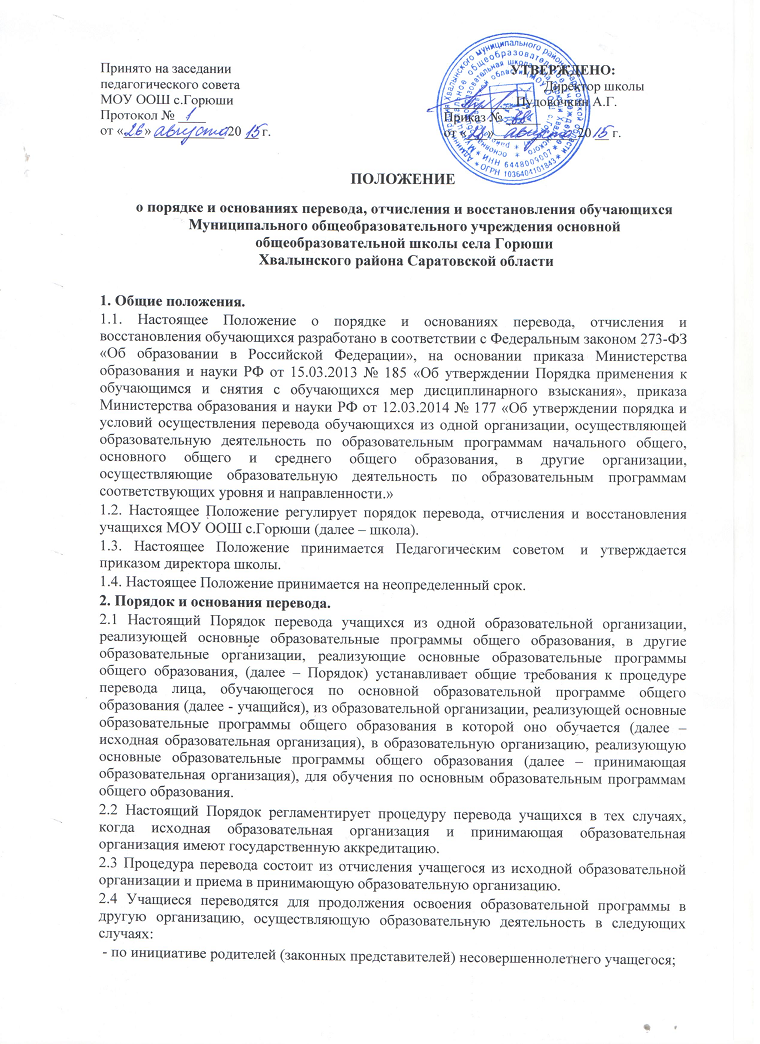 Принято на заседании
педагогического совета
МОУ ООШ с.Горюши
Протокол № 1
от «26» августа 2015 г.
УТВЕРЖДЕНО:
Директор школы
Пудовочкин А.Г.
Приказ №
от « » августа 2015 г.
ИНН 6448005007 * ОГРН 1036404101843
ПОЛОЖЕНИЕ
о порядке и основаниях перевода, отчисления и восстановления обучающихся
Муниципального общеобразовательного учреждения основной
общеобразовательной школы села Горюши
Хвалынского района Саратовской области
1. Общие положения.
1.1. Настоящее Положение о порядке и основаниях перевода, отчисления и
восстановления обучающихся разработано в соответствии с Федеральным законом 273-ФЗ
«Об образовании в Российской Федерации», на основании приказа Министерства
образования и науки РФ от 15.03.2013 № 185 «Об утверждении Порядка применения к
обучающимся и снятия с обучающихся мер дисциплинарного взыскания», приказа
Министерства образования и науки РФ от 12.03.2014 № 177 «Об утверждении порядка и
условий осуществления перевода обучающихся из одной организации, осуществляющей
образовательную деятельность по образовательным программам начального общего,
основного общего и среднего общего образования, в другие организации,
осуществляющие образовательную деятельность по образовательным программам
соответствующих уровня и направленности.»
1.2. Настоящее Положение регулирует порядок перевода, отчисления и восстановления
учащихся МОУ ООШ с.Горюши (далее – школа).
1.3. Настоящее Положение принимается Педагогическим советом и утверждается
приказом директора школы.
1.4. Настоящее Положение принимается на неопределенный срок.
2. Порядок и основания перевода.
2.1 Настоящий Порядок перевода учащихся из одной образовательной организации,
реализующей основные образовательные программы общего образования, в другие
образовательные организации, реализующие основные образовательные программы
общего образования, (далее – Порядок) устанавливает общие требования к процедуре
перевода лица, обучающегося по основной образовательной программе общего
образования (далее - учащийся), из образовательной организации, реализующей основные
образовательные программы общего образования в которой оно обучается (далее –
исходная образовательная организация), в образовательную организацию, реализующую
основные образовательные программы общего образования (далее – принимающая
образовательная организация), для обучения по основным образовательным программам
общего образования.
2.2 Настоящий Порядок регламентирует процедуру перевода учащихся в тех случаях,
когда исходная образовательная организация и принимающая образовательная
организация имеют государственную аккредитацию.
2.3 Процедура перевода состоит из отчисления учащегося из исходной образовательной
организации и приема в принимающую образовательную организацию.
2.4 Учащиеся переводятся для продолжения освоения образовательной программы в
другую организацию, осуществляющую образовательную деятельность в следующих
случаях:
- по инициативе родителей (законных представителей) несовершеннолетнего учащегося;